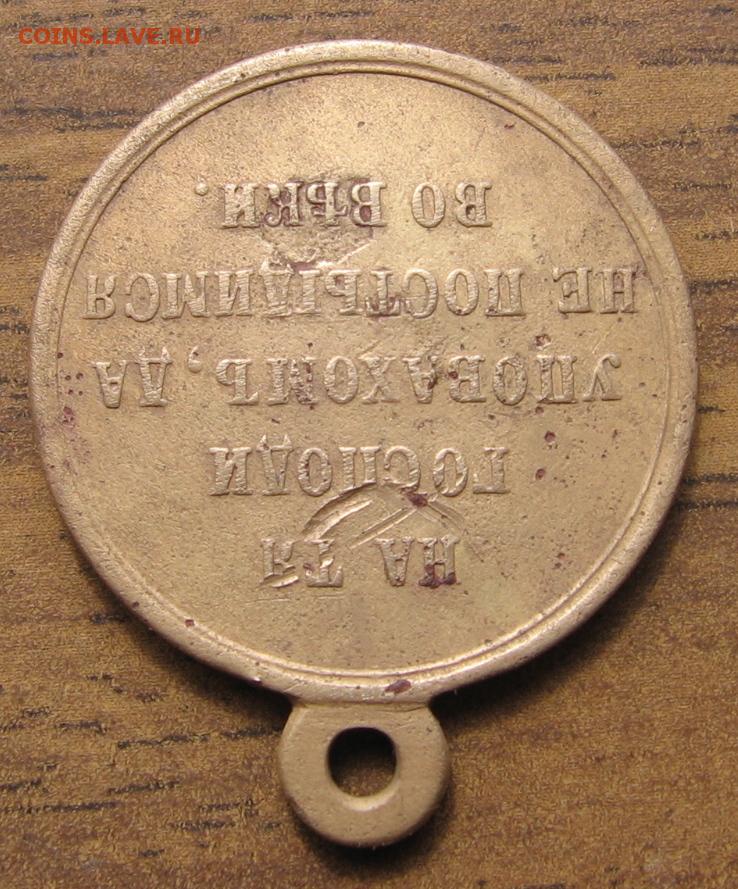 COINS.LAVE.RU
НА ТЯ
ГОСПОДИ
УПОВАХОМЪ, ДА
НЕ ПОСТЫДИМСЯ
ВО ВѢКИ.